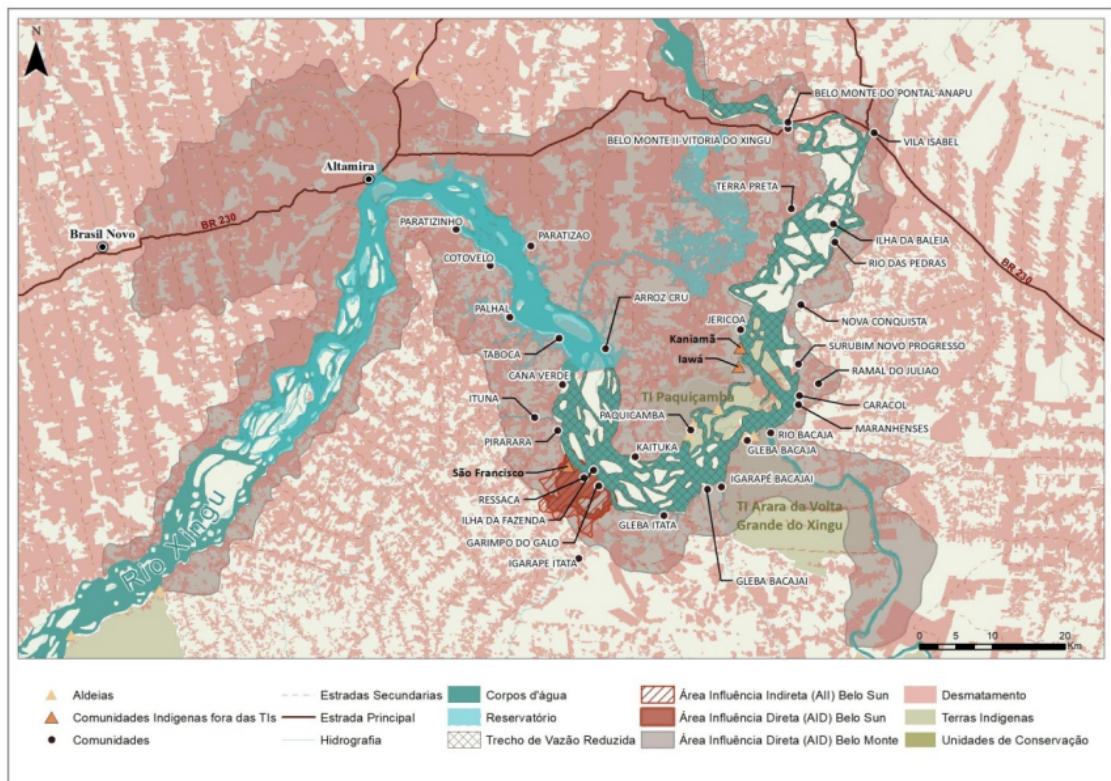 N
BELO MONTE DO PONTAL-ANAPU
BELO MONTE II-VITORIA DO XINGU
VILA ISABEL
Altamira
TERRA PRETA
BR 230
PARATIZINHO
Brasil Novo
PARATIZAO
ILHA DA BALEIA
COTOVELO
RIO DAS PEDRAS
BR 230
ARROZ CRU
PALHAL
JERICOA
NOVA CONQUISTA
Kaniamã
TABOCA
SURUBIM NOVO PROGRESSO
Iawá
RAMAL DO JULIAO
CANA VERDE
TI Paquiçamba
ITUNA
CARACOL
PAQUICAMBA
MARANHENSES
PIRARARA
RIO BACAJA
KAITUKA
GLEBA BACAJA
São Francisco
IGARAPÉ BACAJAI
RESSACA
TI Arara da Volta
Grande do Xingu
Rio Xingu
ILHA DA FAZENDA
GLEBA ITATA
GARIMPO DO GALO
IGARAPE ITATA
GLEBA BACAJAI
0 5 10 20
Km
Aldeias
Estradas Secundarias
Corpos d'água
Área Influência Indireta (AII) Belo Sun
Desmatamento
Comunidades Indigenas fora das TIs
Estrada Principal
Reservatório
Área Influência Direta (AID) Belo Sun
Terras Indigenas
Comunidades
Hidrografia
Trecho de Vazão Reduzida
Área Influência Direta (AID) Belo Monte
Unidades de Conservação